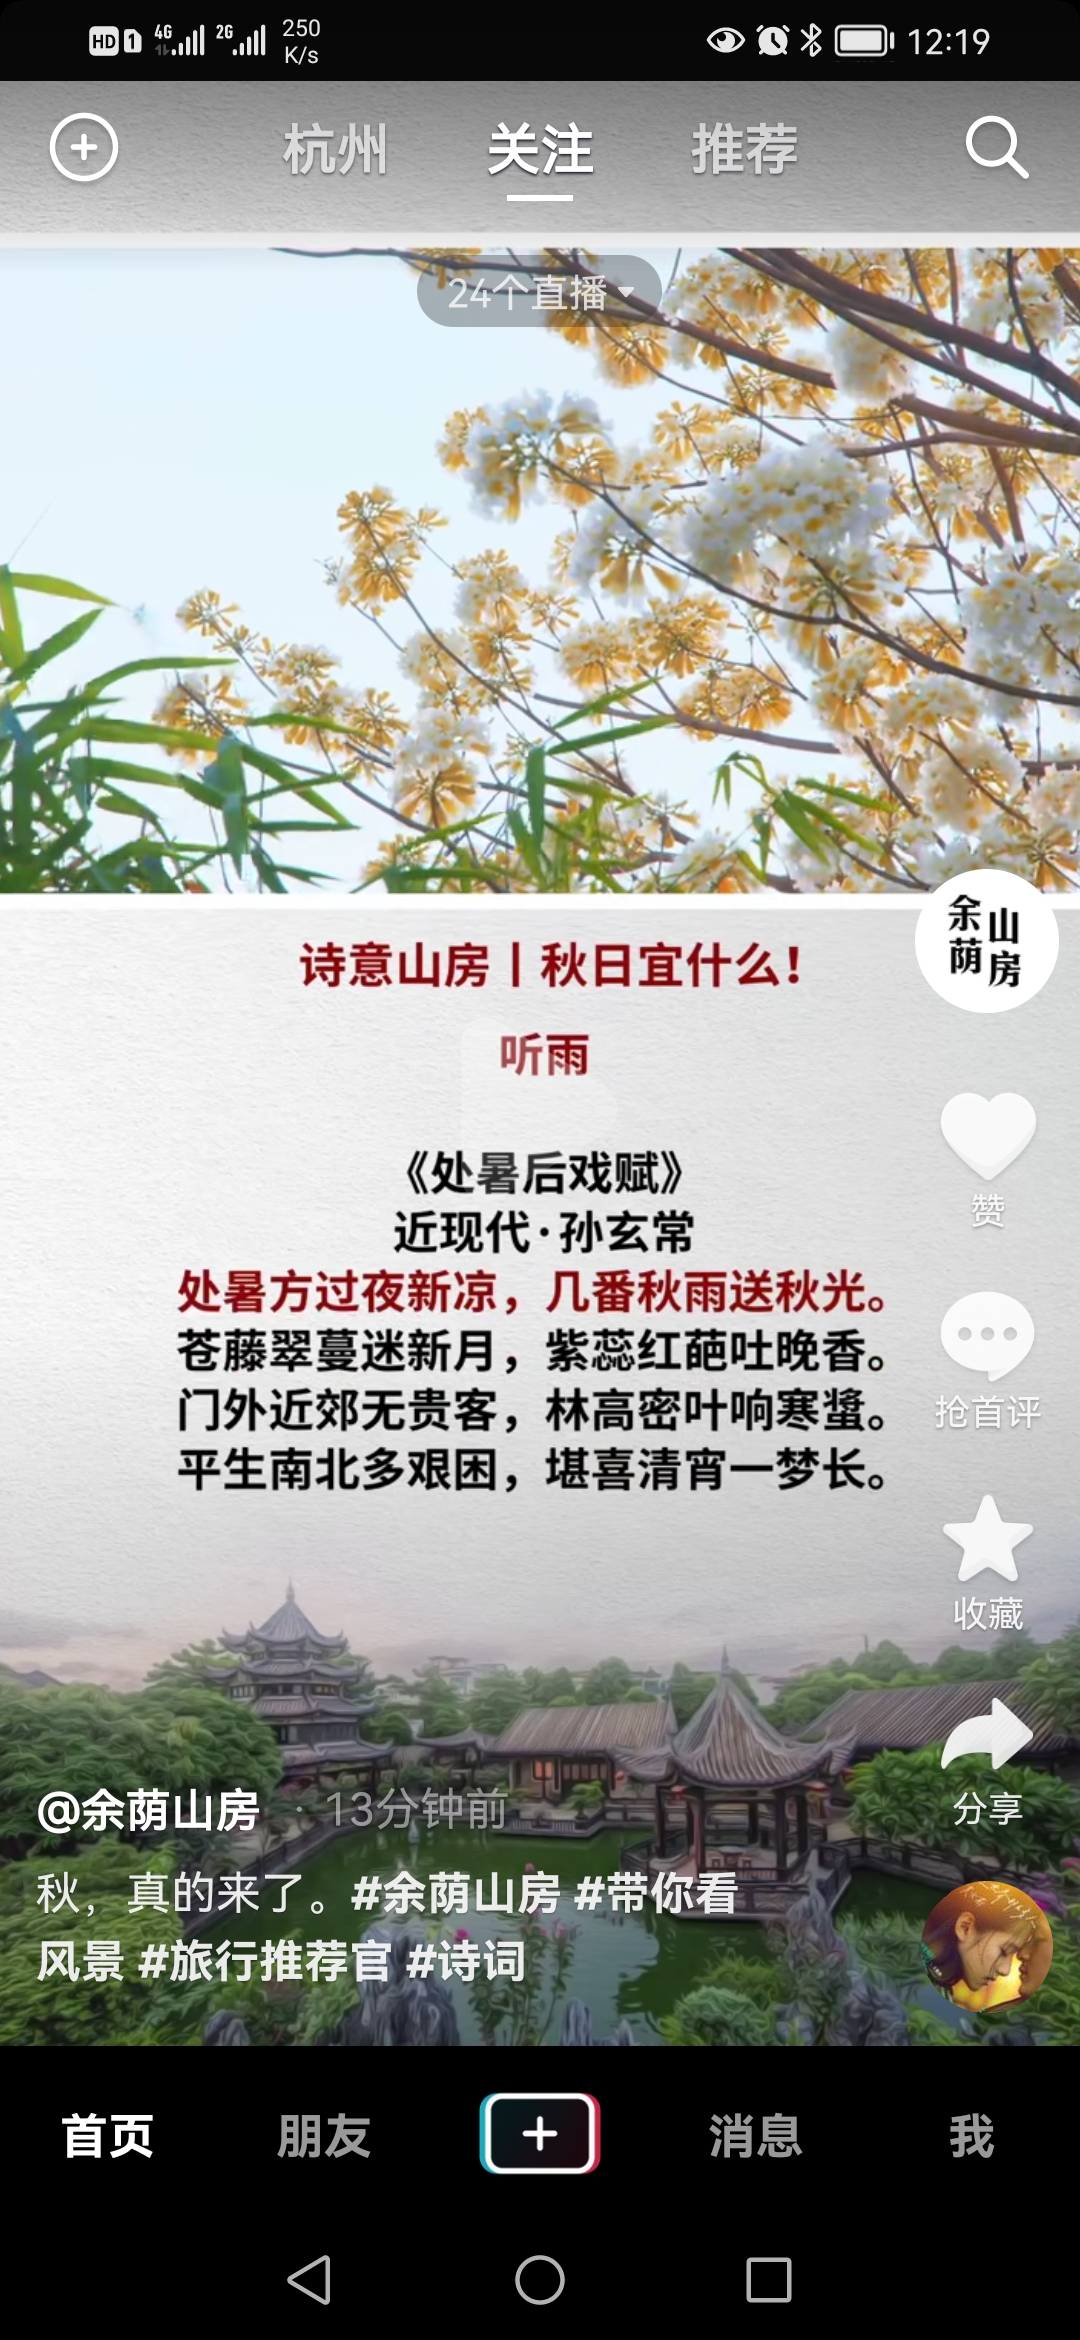 HD 1 4G 2G 250 K/s 12:19
杭州 关注 推荐
24个直播
余荫山房
诗意山房丨秋日宜什么！
听雨
《处暑后戏赋》
近现代·孙玄常
处暑方过夜新凉，几番秋雨送秋光。
苍藤翠蔓迷新月，紫蕊红葩吐晚香。
门外近郊无贵客，林高密叶响寒螀。
平生南北多艰困，堪喜清宵一梦长。
赞
抢首评
收藏
分享
@余荫山房 · 13分钟前
秋，真的来了。#余荫山房 #带你看
风景 #旅行推荐官 #诗词
首页 朋友 消息 我